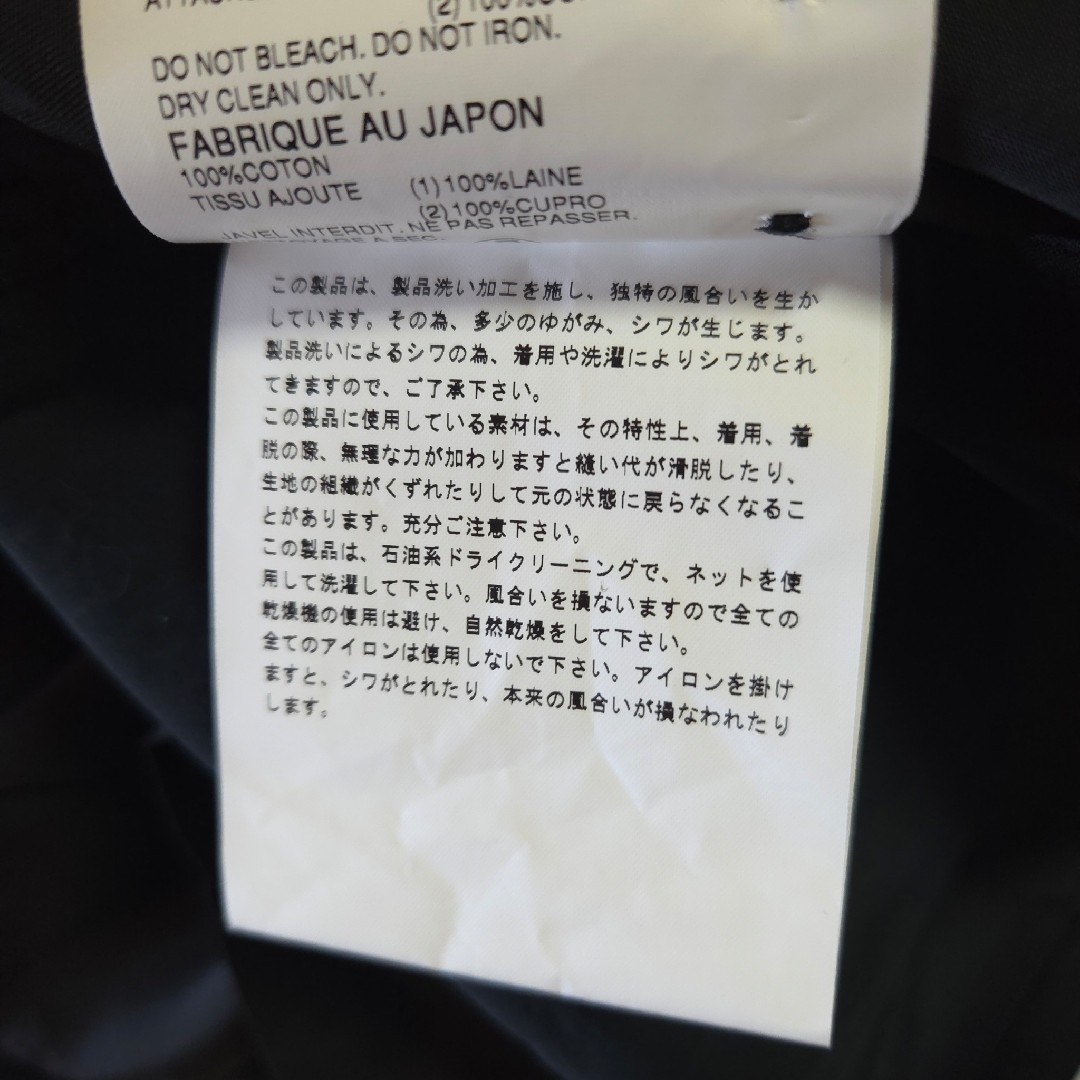 (2)100%
DO NOT BLEACH. DO NOT IRON.
DRY CLEAN ONLY.
FABRIQUE AU JAPON
100%COTON
TISSU AJOUTE (1)100%LAINE
(2)100%CUPRO
JAVEL INTERDIT. NE PAS REPASSER.
この製品は、製品洗い加工を施し、独特の風合いを生か
しています。その為、多少のゆがみ、シワが生じます。
製品洗いによるシワの為、着用や洗濯によりシワがとれ
てきますので、ご了承下さい。
この製品に使用している素材は、その特性上、着用、着
脱の際、無理な力が加わりますと縫い代が滑脱したり、
生地の組織がくずれたりして元の状態に戻らなくなるこ
とがあります。充分ご注意下さい。
この製品は、石油系ドライクリーニングで、ネットを使
用して洗濯して下さい。風合いを損ないますので全ての
乾燥機の使用は避け、自然乾燥をして下さい。
全てのアイロンは使用しないで下さい。アイロンを掛け
ますと、シワがとれたり、本来の風合いが損なわれたり
します。